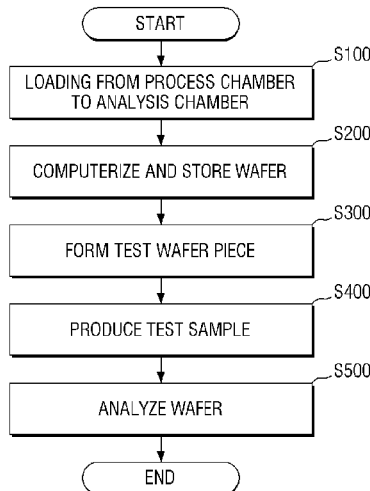 START
S100
LOADING FROM PROCESS CHAMBER
TO ANALYSIS CHAMBER
S200
COMPUTERIZE AND STORE WAFER
S300
FORM TEST WAFER PIECE
S400
PRODUCE TEST SAMPLE
S500
ANALYZE WAFER
END